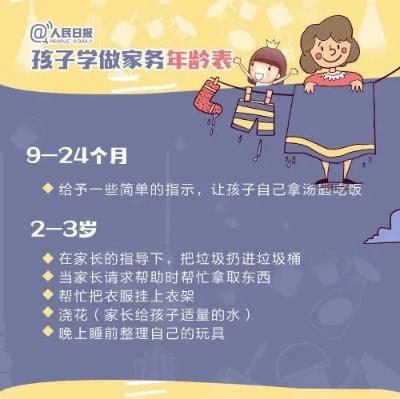 @人民日报
PEOPLE'S DAILY
孩子学做家务年龄表
9—24个月
给予一些简单的指示，让孩子自己拿汤匙吃饭
2—3岁
在家长的指导下，把垃圾扔进垃圾桶
当家长请求帮助时帮忙拿取东西
帮忙把衣服挂上衣架
浇花（家长给孩子适量的水）
晚上睡前整理自己的玩具